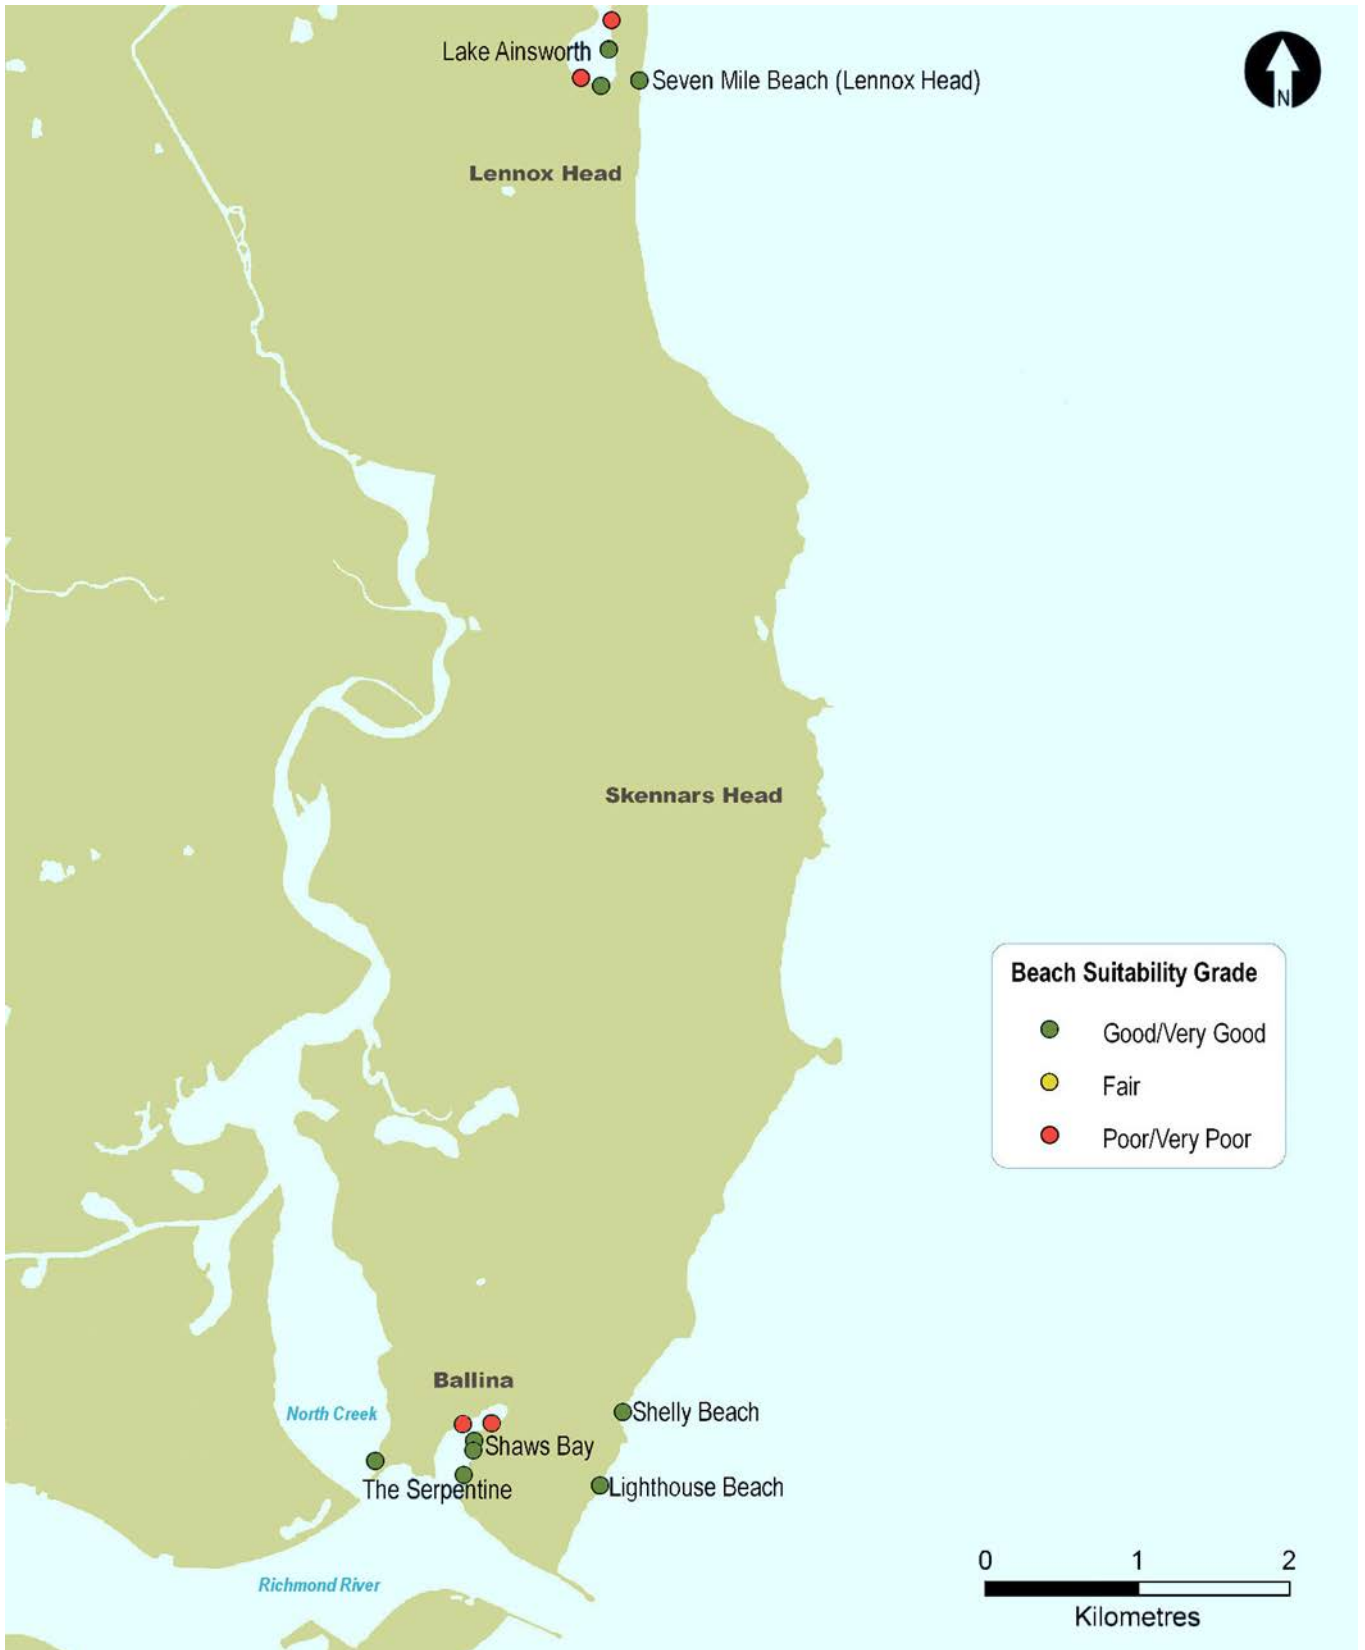 Lake Ainsworth
Seven Mile Beach (Lennox Head)
N
Lennox Head
Skennars Head
Beach Suitability Grade
Good/Very Good
Fair
Poor/Very Poor
Ballina
North Creek
Shelly Beach
Shaws Bay
The Serpentine
Lighthouse Beach
Richmond River
0 1 2
Kilometres